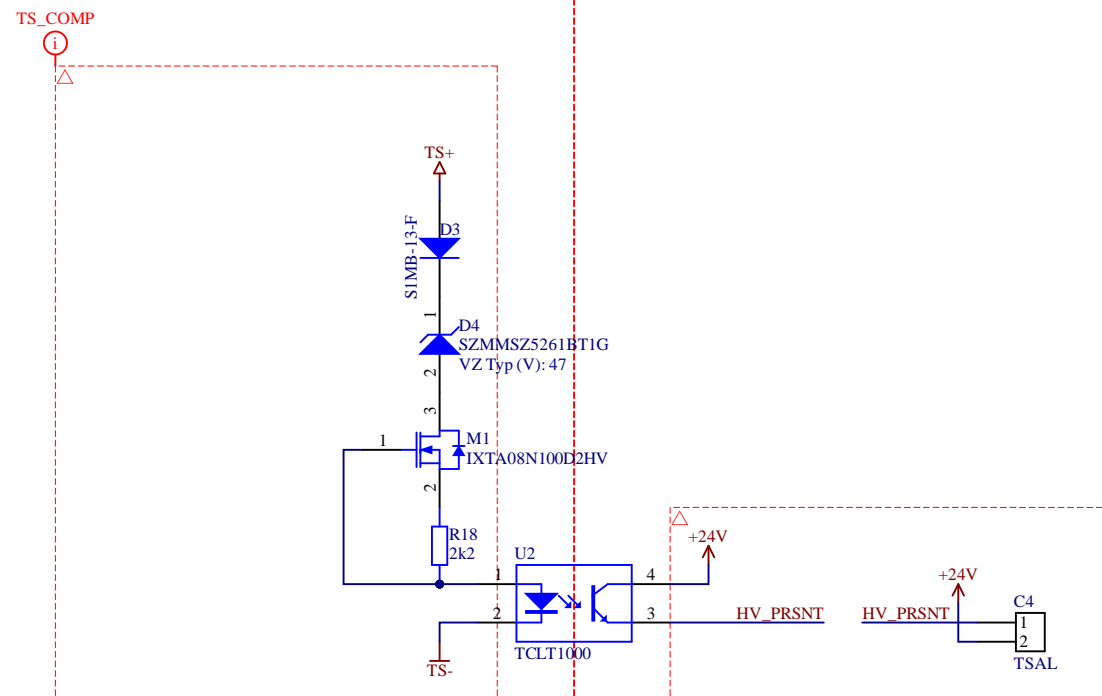 TS_COMP
i
TS+
D3
S1MB-13-F
1
D4
SZMMSZ5261BT1G
VZ Typ (V): 47
2
3
1
M1
IXTA08N100D2HV
2
R18
2k2
U2
+24V
1
4
+24V
2
3
HV_PRSNT
HV_PRSNT
C4
1
2
TCLT1000
TSAL
TS-